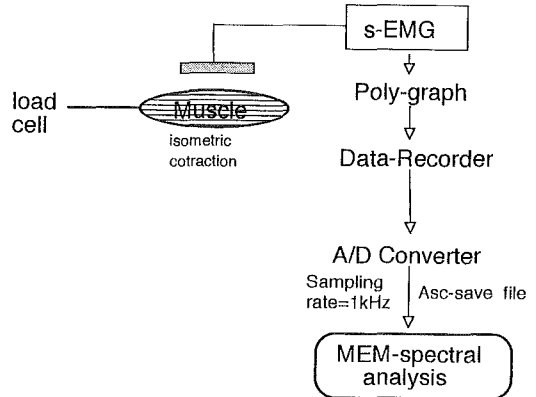 s-EMG
Poly-graph
load
cell
Muscle
isometric
cotraction
Data-Recorder
A/D Converter
Sampling
rate=1kHz
Asc-save file
MEM-spectral
analysis